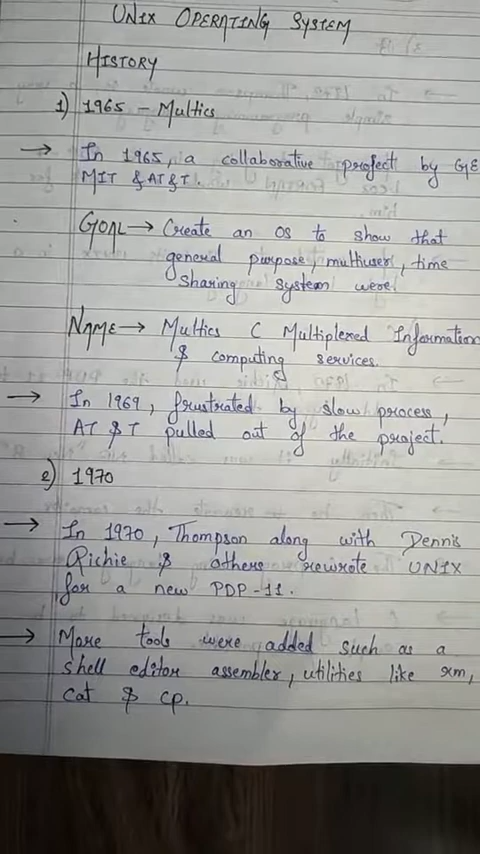 UNIX OPERATING SYSTEM
HISTORY
1) 1965 - Multics
→ In 1965, a collaborative project by GE
MIT & AT&T.
GOAL → Create an OS to show that
general purpose, multiuser, time
sharing system were.
NAME → Multics C Multiplexed Information
& computing services.
→ In 1969, frustrated by slow process,
AT & T pulled out of the project.
2) 1970
→ In 1970, Thompson along with Dennis
Richie & others rewrote UNIX
for a new PDP-11.
→ More tools were added such as a
shell editor assembler, utilities like rm,
cat & cp.